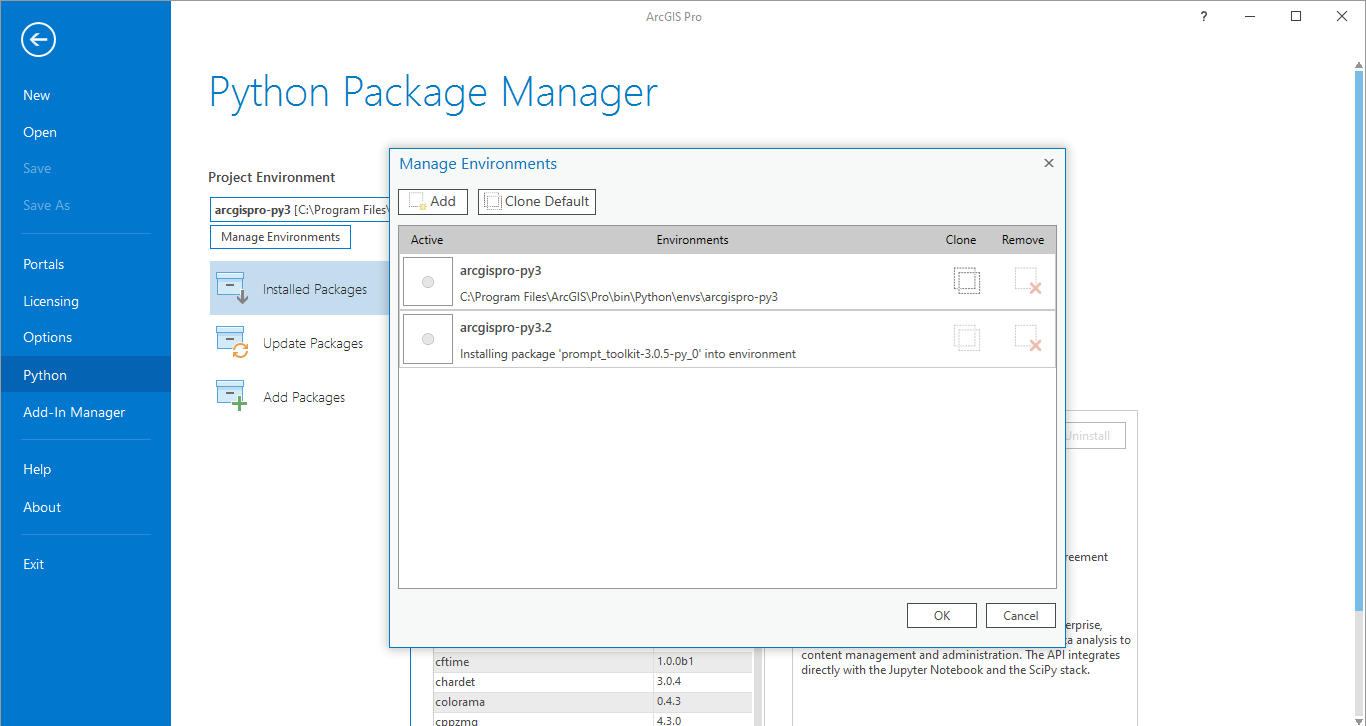 ArcGIS Pro
?
New
Open
Save
Save As
Portals
Licensing
Options
Python
Add-In Manager
Help
About
Exit
Python Package Manager
Project Environment
arcgispro-py3 [C:\Program Files\
Manage Environments
Installed Packages
Update Packages
Add Packages
Manage Environments
Add
Clone Default
Active Environments Clone Remove
arcgispro-py3
C:\Program Files\ArcGIS\Pro\bin\Python\envs\arcgispro-py3
arcgispro-py3.2
Installing package 'prompt_toolkit-3.0.5-py_0' into environment
OK
Cancel
Uninstall
reement
erprise,
ta analysis to
content management and administration. The API integrates
directly with the Jupyter Notebook and the SciPy stack.
cftime 1.0.0b1
chardet 3.0.4
colorama 0.4.3
cppzmq 4.3.0